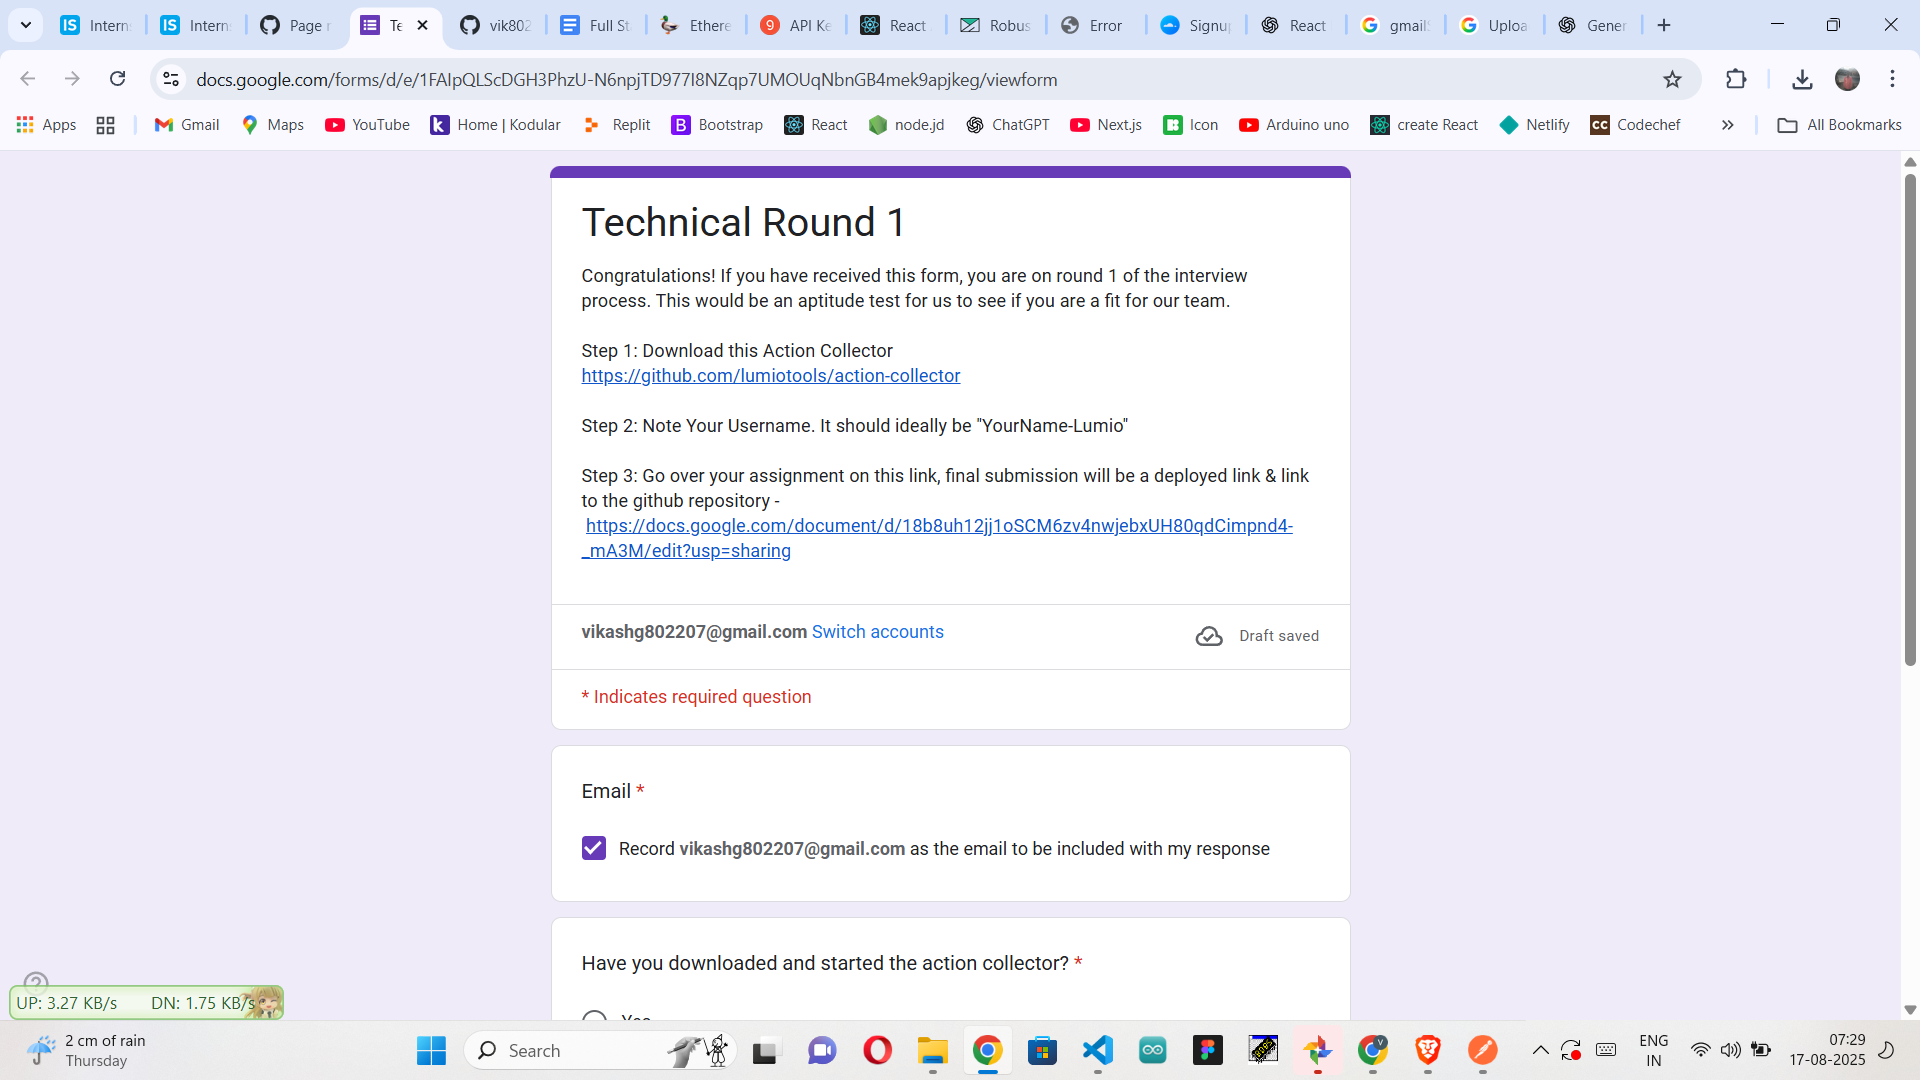 Intern
Intern
Page r
Te
vik802
Full St
Ethere
API Ke
React
Robus
Error
Signup
React
gmail
Uploa
Gener
docs.google.com/forms/d/e/1FAIpQLScDGH3PhzU-N6npjTD977I8NZqp7UMOUqNbnGB4mek9apjkeg/viewform
Apps
Gmail
Maps
YouTube
Home | Kodular
Replit
Bootstrap
React
node.jd
ChatGPT
Next.js
Icon
Arduino uno
create React
Netlify
Codechef
All Bookmarks
Technical Round 1
Congratulations! If you have received this form, you are on round 1 of the interview
process. This would be an aptitude test for us to see if you are a fit for our team.
Step 1: Download this Action Collector
https://github.com/lumiotools/action-collector
Step 2: Note Your Username. It should ideally be "YourName-Lumio"
Step 3: Go over your assignment on this link, final submission will be a deployed link & link
to the github repository -
https://docs.google.com/document/d/18b8uh12jj1oSCM6zv4nwjebxUH80qdCimpnd4-
_mA3M/edit?usp=sharing
vikashg802207@gmail.com Switch accounts
Draft saved
* Indicates required question
Email *
Record vikashg802207@gmail.com as the email to be included with my response
Have you downloaded and started the action collector? *
Yes
UP: 3.27 KB/s DN: 1.75 KB/s
2 cm of rain
Thursday
Search
ENG
IN
07:29
17-08-2025